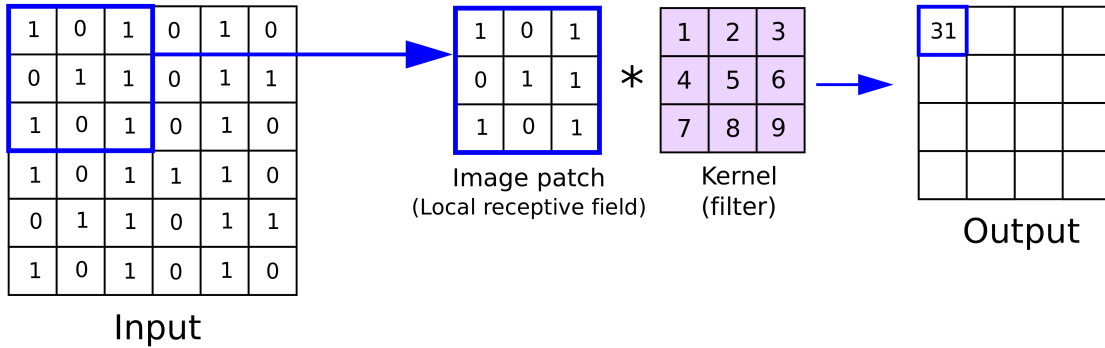 1 0 1 0 1 0
0 1 1 0 1 1
1 0 1 0 1 0
1 0 1 1 1 0
0 1 1 0 1 1
1 0 1 0 1 0
Input
1 0 1
0 1 1
1 0 1
Image patch
(Local receptive field)
*
1 2 3
4 5 6
7 8 9
Kernel
(filter)
31
Output